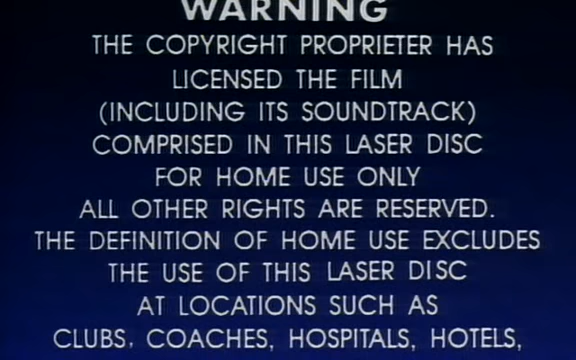 WARNING
THE COPYRIGHT PROPRIETER HAS
LICENSED THE FILM
(INCLUDING ITS SOUNDTRACK)
COMPRISED IN THIS LASER DISC
FOR HOME USE ONLY
ALL OTHER RIGHTS ARE RESERVED.
THE DEFINITION OF HOME USE EXCLUDES
THE USE OF THIS LASER DISC
AT LOCATIONS SUCH AS
CLUBS, COACHES, HOSPITALS, HOTELS,